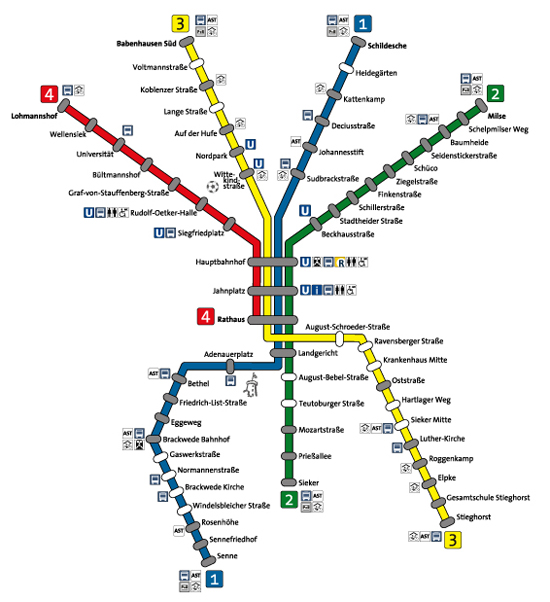 3
AST
P+R
1
AST
P+R
Babenhausen Süd
Schildesche
Voltmannstraße
Heidegärten
4
AST
P+R
2
Koblenzer Straße
Kattenkamp
Lohmannshof
Milse
Lange Straße
Deciusstraße
AST
Schelpmilser Weg
Wellensiek
Auf der Hufe
Baumheide
Universität
Nordpark
U
AST
Johannesstift
Seidenstickerstraße
Bültmannshof
Witte-
kind-
straße
U
Sudbrackstraße
Schüco
Ziegelstraße
Graf-von-Stauffenberg-Straße
Finkenstraße
U
Rudolf-Oetker-Halle
U
Schillerstraße
Stadtheider Straße
U
Siegfriedplatz
Beckhausstraße
Hauptbahnhof
U
R
Jahnplatz
U
i
4
Rathaus
August-Schroeder-Straße
Ravensberger Straße
Adenauerplatz
Landgericht
Krankenhaus Mitte
AST
Bethel
August-Bebel-Straße
Oststraße
Friedrich-List-Straße
Teutoburger Straße
Hartlager Weg
Eggeweg
Sieker Mitte
AST
Brackwede Bahnhof
Mozartstraße
AST
Luther-Kirche
Gaswerkstraße
Prießallee
Roggenkamp
Normannenstraße
Elpke
Brackwede Kirche
Sieker
Windelsbleicher Straße
2
AST
P+R
Gesamtschule Stieghorst
Rosenhöhe
AST
Stieghorst
Sennefriedhof
AST
3
Senne
AST
P+R
1